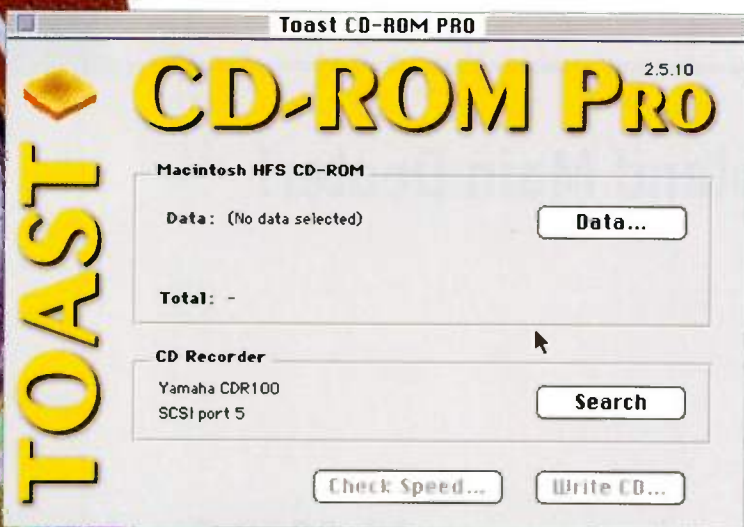 Toast CD-ROM PRO
CD-ROM PRO
2.5.10
TOAST
Macintosh HFS CD-ROM
Data: (No data selected)
Data...
Total: -
CD Recorder
Yamaha CDR100
SCSI port 5
Search
Check Speed...
Write CD...